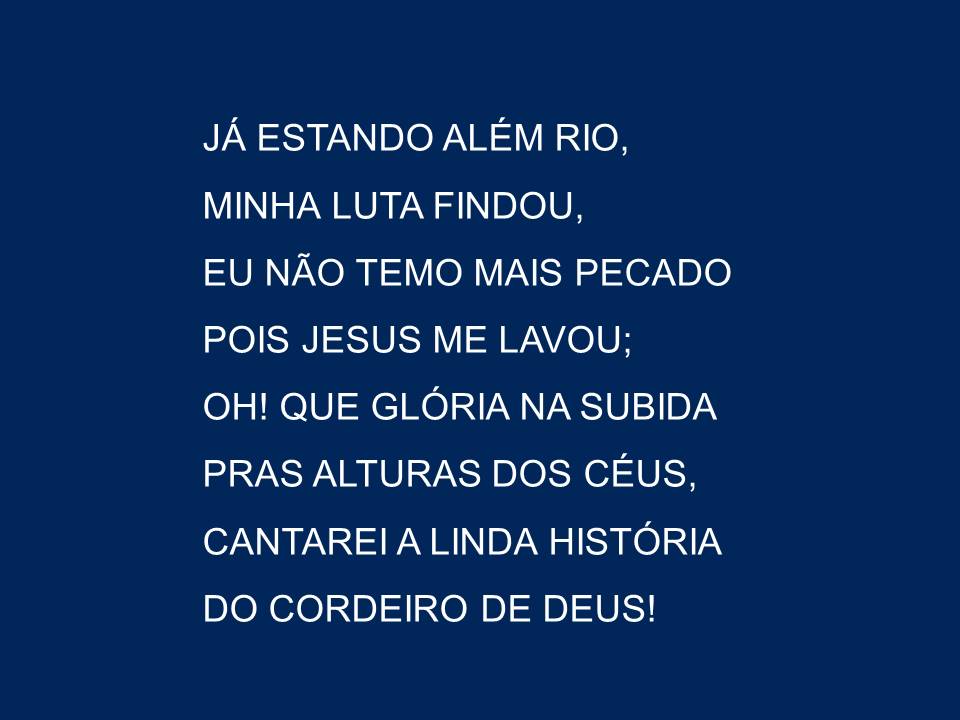 JÁ ESTANDO ALÉM RIO,
MINHA LUTA FINDOU,
EU NÃO TEMO MAIS PECADO
POIS JESUS ME LAVOU;
OH! QUE GLÓRIA NA SUBIDA
PRAS ALTURAS DOS CÉUS,
CANTAREI A LINDA HISTÓRIA
DO CORDEIRO DE DEUS!